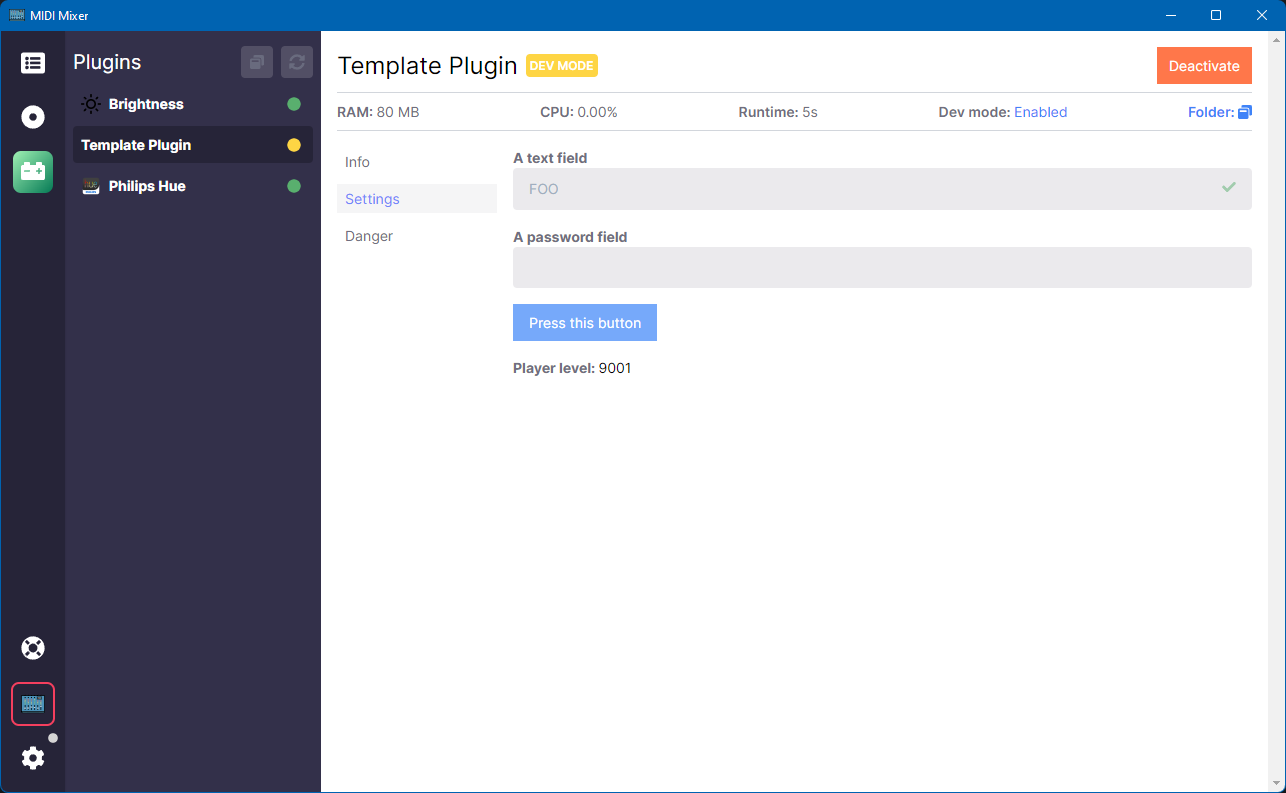 MIDI Mixer
Plugins
Brightness
Template Plugin
Philips Hue
Template Plugin DEV MODE
Deactivate
RAM: 80 MB CPU: 0.00% Runtime: 5s Dev mode: Enabled Folder:
Info
Settings
Danger
A text field
FOO
A password field
Press this button
Player level: 9001